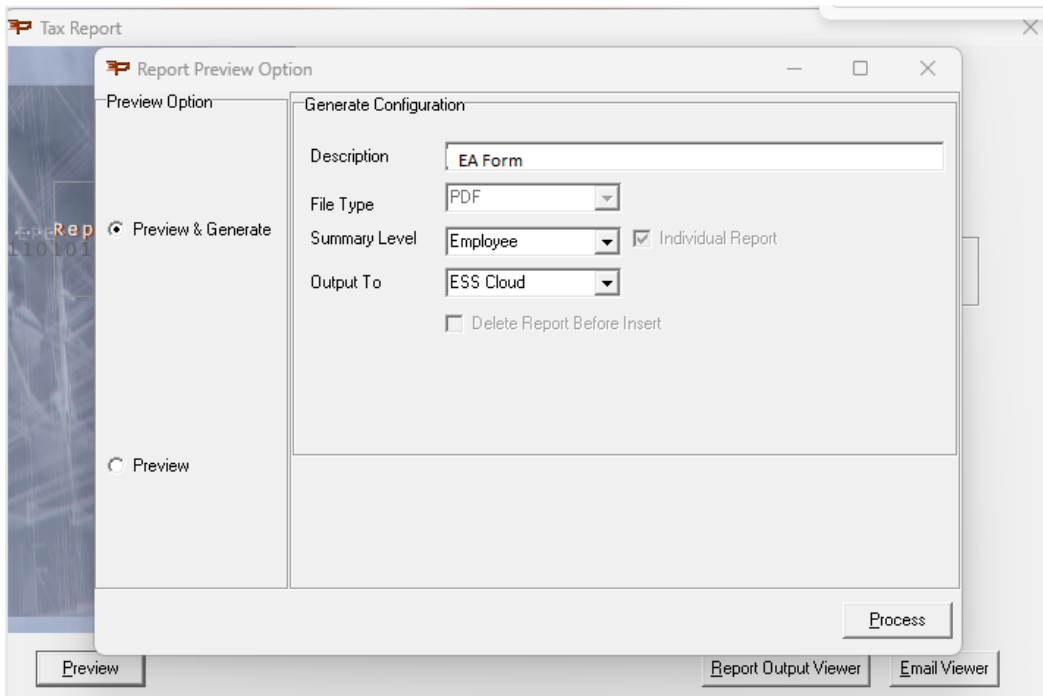 Tax Report
Report Preview Option
Preview Option
Generate Configuration
Description
EA Form
File Type
PDF
Summary Level
Employee
Individual Report
Output To
ESS Cloud
Delete Report Before Insert
Preview & Generate
Preview
Process
Rep
110101
Preview
Report Output Viewer
Email Viewer